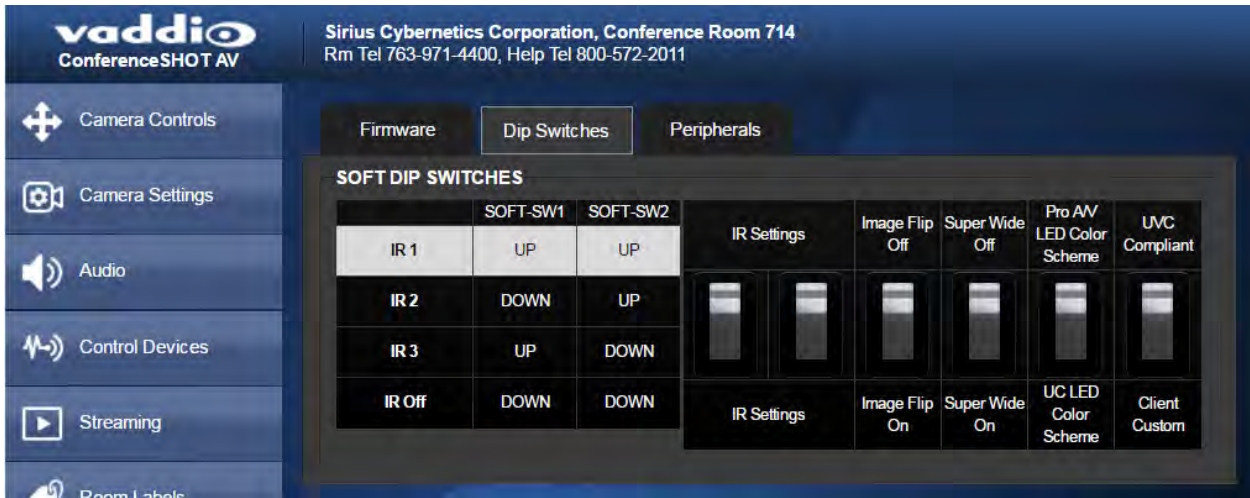 vaddio
ConferenceSHOT AV
Sirius Cybernetics Corporation, Conference Room 714
Rm Tel 763-971-4400, Help Tel 800-572-2011
Camera Controls
Camera Settings
Audio
Control Devices
Streaming
Room Labels
Firmware
Dip Switches
Peripherals
SOFT DIP SWITCHES
SOFT-SW1 SOFT-SW2
IR 1 UP UP
IR 2 DOWN UP
IR 3 UP DOWN
IR Off DOWN DOWN
IR Settings
Image Flip
Off
Super Wide
Off
Pro A/V
LED Color
Scheme
UVC
Compliant
IR Settings
Image Flip
On
Super Wide
On
UC LED
Color
Scheme
Client
Custom